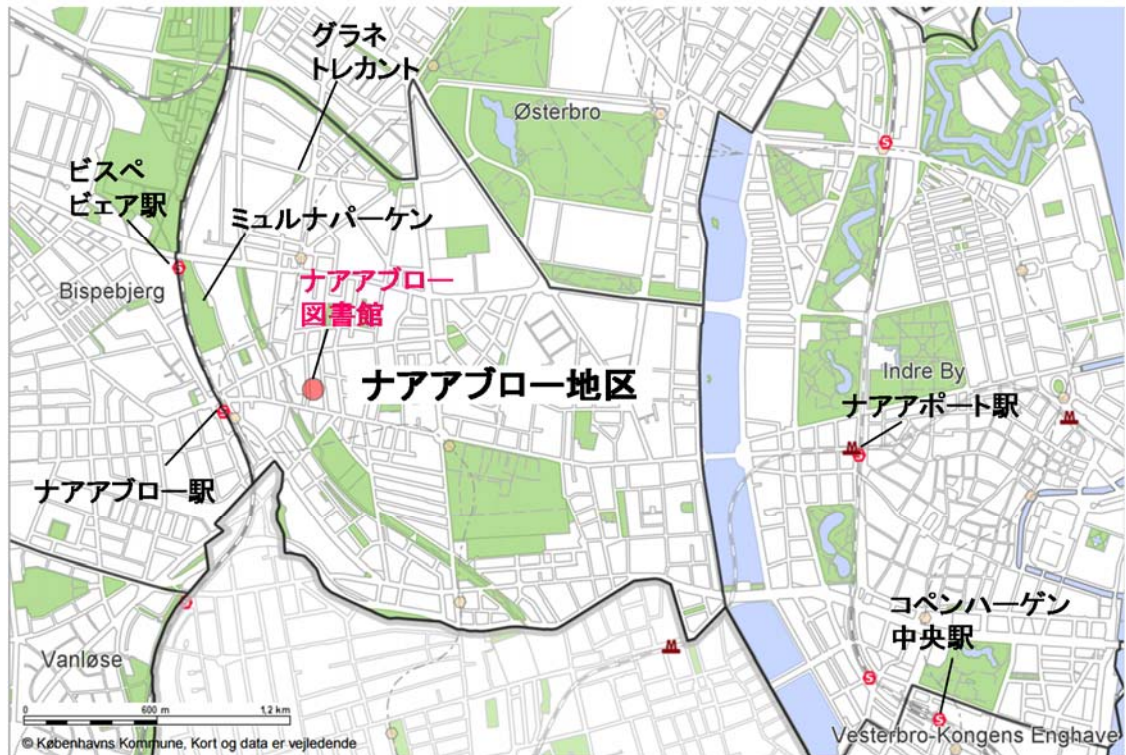 グラネ
トレカント
Østerbro
ビスペ
ビェア駅
ミュルナパーケン
Bispebjerg
ナアアブロー
図書館
ナアアブロー地区
Indre By
ナアアポート駅
ナアアブロー駅
コペンハーゲン
中央駅
Vanløse
0 600 m 1,2 km
Vesterbro-Kongens Enghave
© Københavns Kommune, Kort og data er vejledende
S
S
S
S
S
S
S
M
M
M